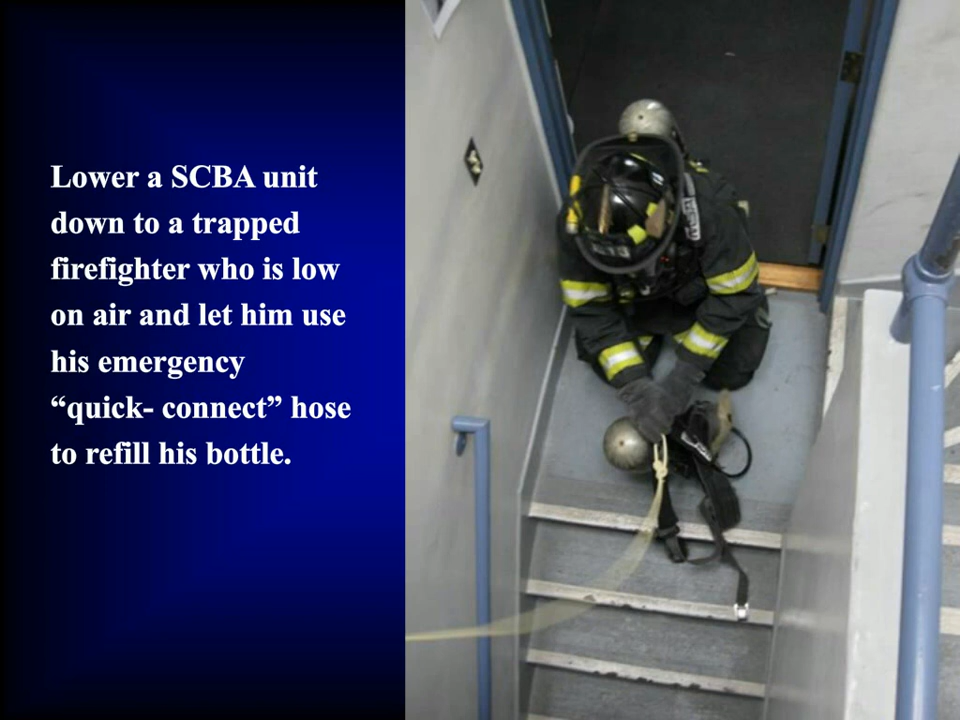 Lower a SCBA unit
down to a trapped
firefighter who is low
on air and let him use
his emergency
“quick- connect” hose
to refill his bottle.